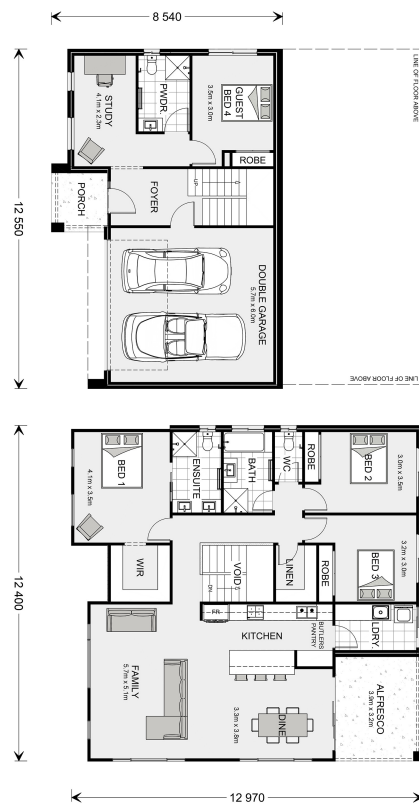 8 540
LINE OF FLOOR ABOVE
STUDY
4.1m x 2.3m
PWDR.
GUEST
BED 4
3.5m x 3.0m
ROBE
12 550
PORCH
FOYER
UP
DOUBLE GARAGE
5.7m x 6.0m
LINE OF FLOOR ABOVE
BED 1
4.1m x 3.5m
ENSUITE
BATH
WC
ROBE
BED 2
3.0m x 3.5m
12 400
WIR
VOID
DN
LINEN
ROBE
BED 3
3.2m x 3.0m
FR.
KITCHEN
BUTLERS
PANTRY
LDRY.
FAMILY
5.7m x 5.1m
DINE
3.3m x 3.8m
ALFRESCO
3.9m x 3.2m
12 970